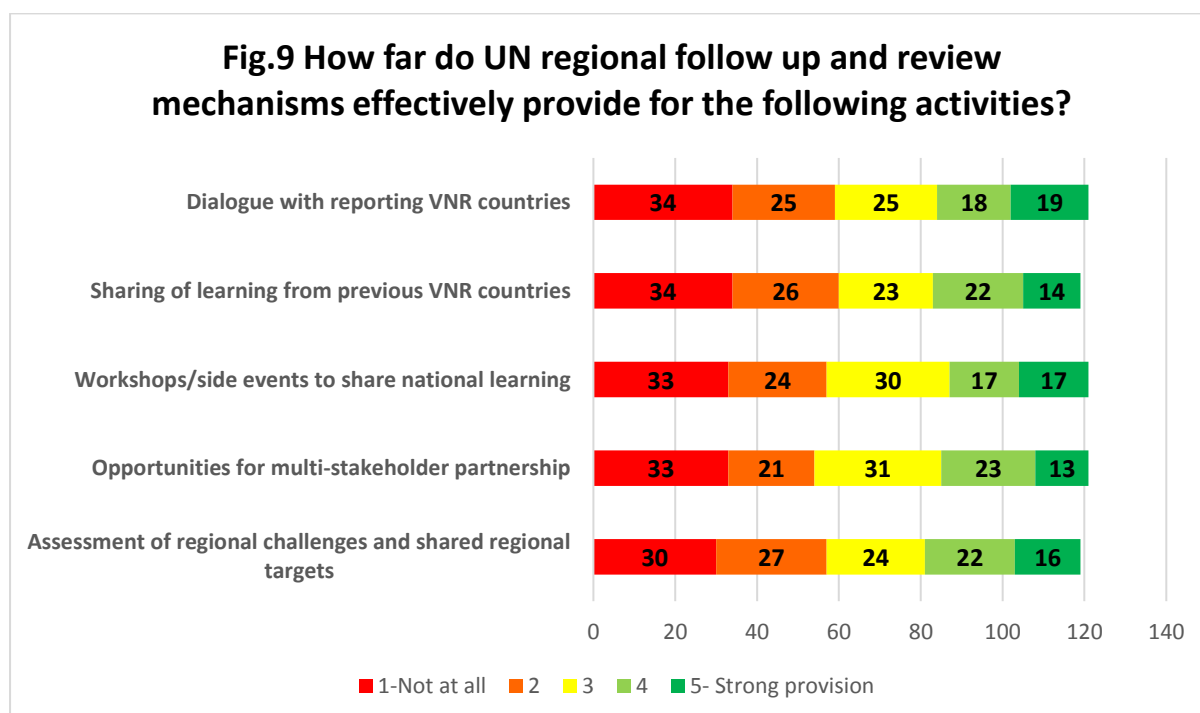 Fig.9 How far do UN regional follow up and review
mechanisms effectively provide for the following activities?
Dialogue with reporting VNR countries
34 25 25 18 19
Sharing of learning from previous VNR countries
34 26 23 22 14
Workshops/side events to share national learning
33 24 30 17 17
Opportunities for multi-stakeholder partnership
33 21 31 23 13
Assessment of regional challenges and shared regional
targets
30 27 24 22 16
0 20 40 60 80 100 120 140
1-Not at all 2 3 4 5- Strong provision